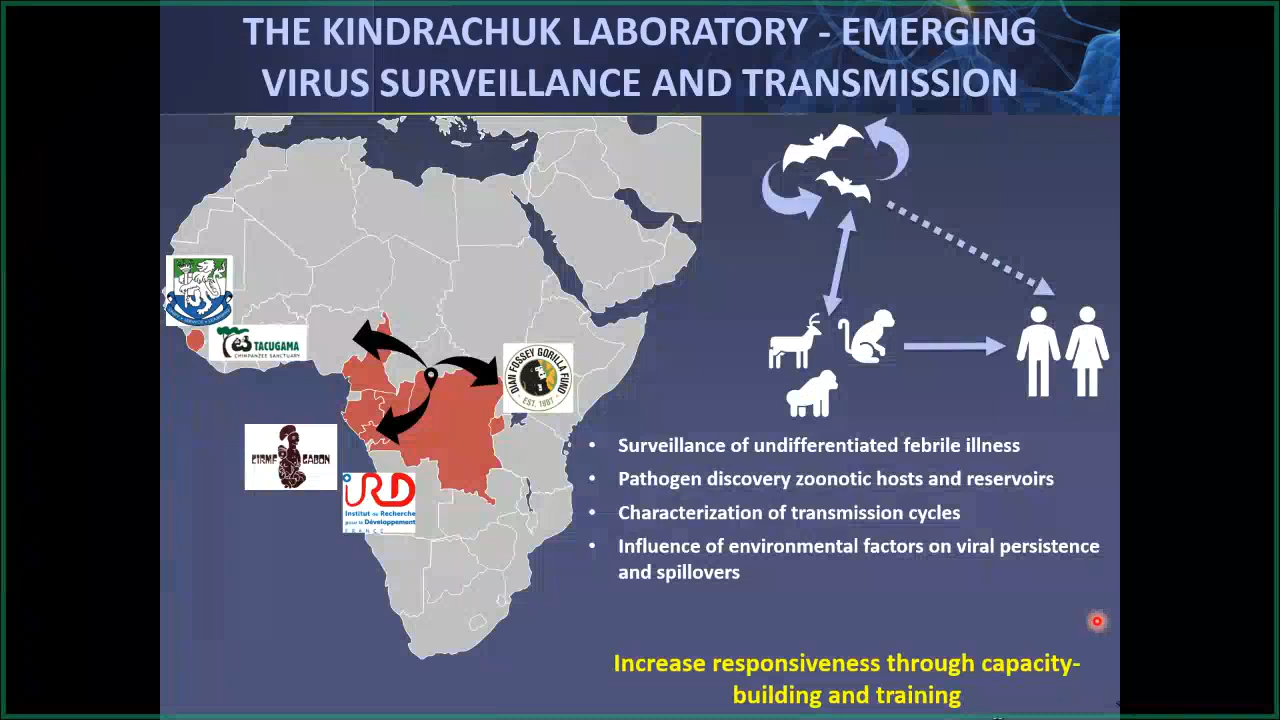 THE KINDRACHUK LABORATORY - EMERGING
VIRUS SURVEILLANCE AND TRANSMISSION
TACUGAMA
CHIMPANZEE SANCTUARY
DIAN FOSSEY GORILLA FUND
EST. 1967
CIRMF GABON
IRD
Institut de Recherche
pour le Développement
FRANCE
• Surveillance of undifferentiated febrile illness
• Pathogen discovery zoonotic hosts and reservoirs
• Characterization of transmission cycles
• Influence of environmental factors on viral persistence
and spillovers
Increase responsiveness through capacity-
building and training